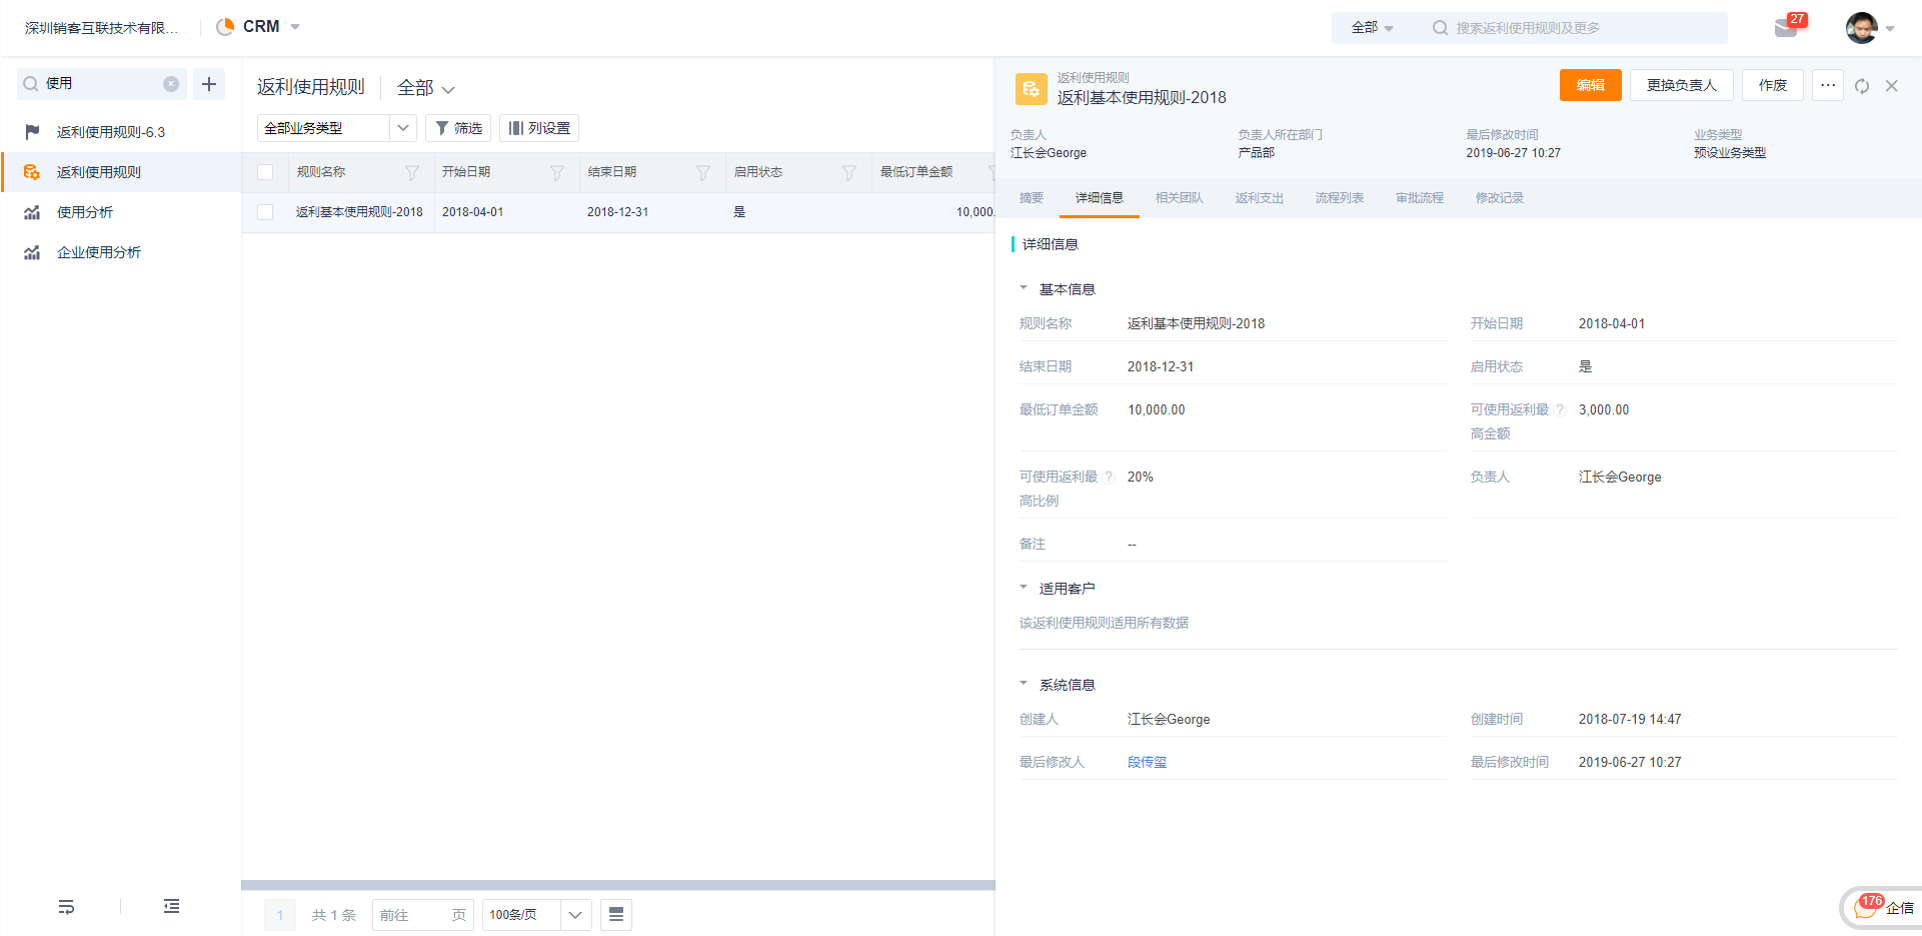 深圳销客互联技术有限...
CRM
全部
搜索返利使用规则及更多
27
使用
返利使用规则-6.3
返利使用规则
使用分析
企业使用分析
返利使用规则
全部
全部业务类型
筛选
列设置
规则名称 开始日期 结束日期 启用状态 最低订单金额
返利基本使用规则-2018 2018-04-01 2018-12-31 是 10,000.
1
共 1 条
前往 页
100条/页
返利使用规则
返利基本使用规则-2018
编辑
更换负责人
作废
...
负责人 负责人所在部门 最后修改时间 业务类型
江长会George 产品部 2019-06-27 10:27 预设业务类型
摘要 详细信息 相关团队 返利支出 流程列表 审批流程 修改记录
详细信息
基本信息
规则名称 返利基本使用规则-2018 开始日期 2018-04-01
结束日期 2018-12-31 启用状态 是
最低订单金额 10,000.00 可使用返利最 ? 3,000.00
高金额
可使用返利最 ? 20% 负责人 江长会George
高比例
备注 --
适用客户
该返利使用规则适用所有数据
系统信息
创建人 江长会George 创建时间 2018-07-19 14:47
最后修改人 段传玺 最后修改时间 2019-06-27 10:27
176
企信